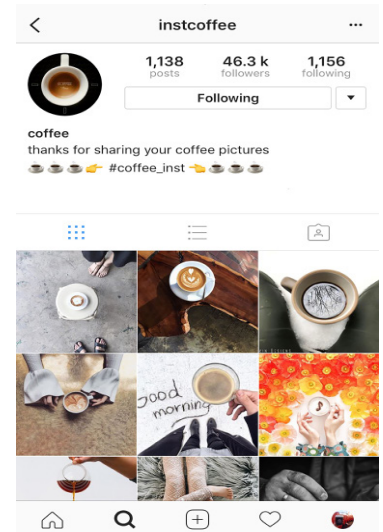 instcoffee
1,138 46.3 k 1,156
posts followers following
Following
coffee
thanks for sharing your coffee pictures
#coffee_inst
Good
morning